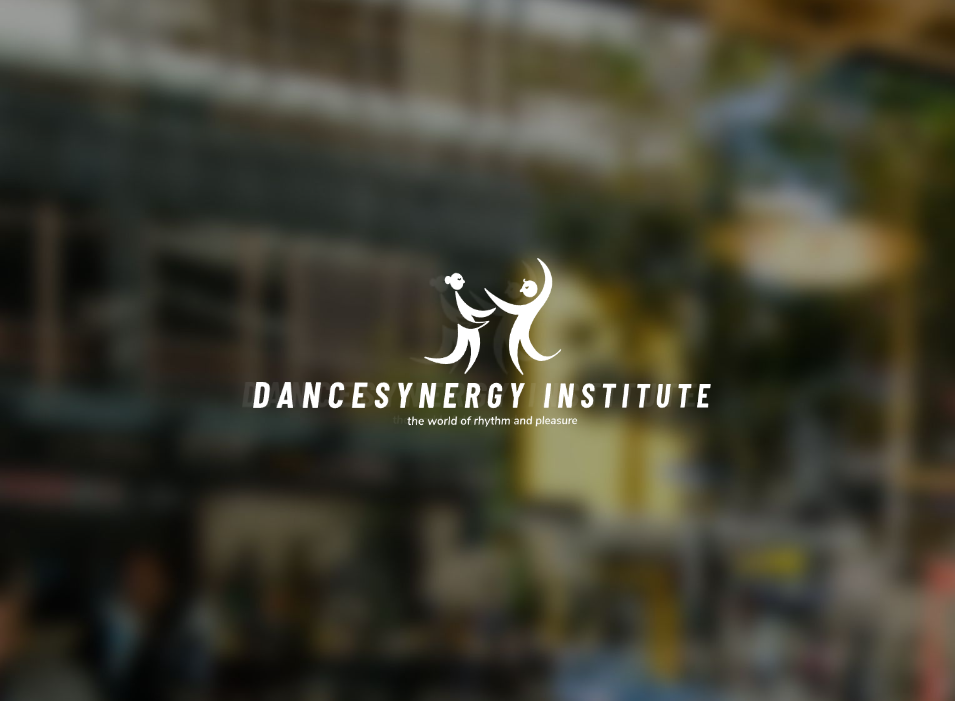 DANCESYNERGY INSTITUTE
the world of rhythm and pleasure